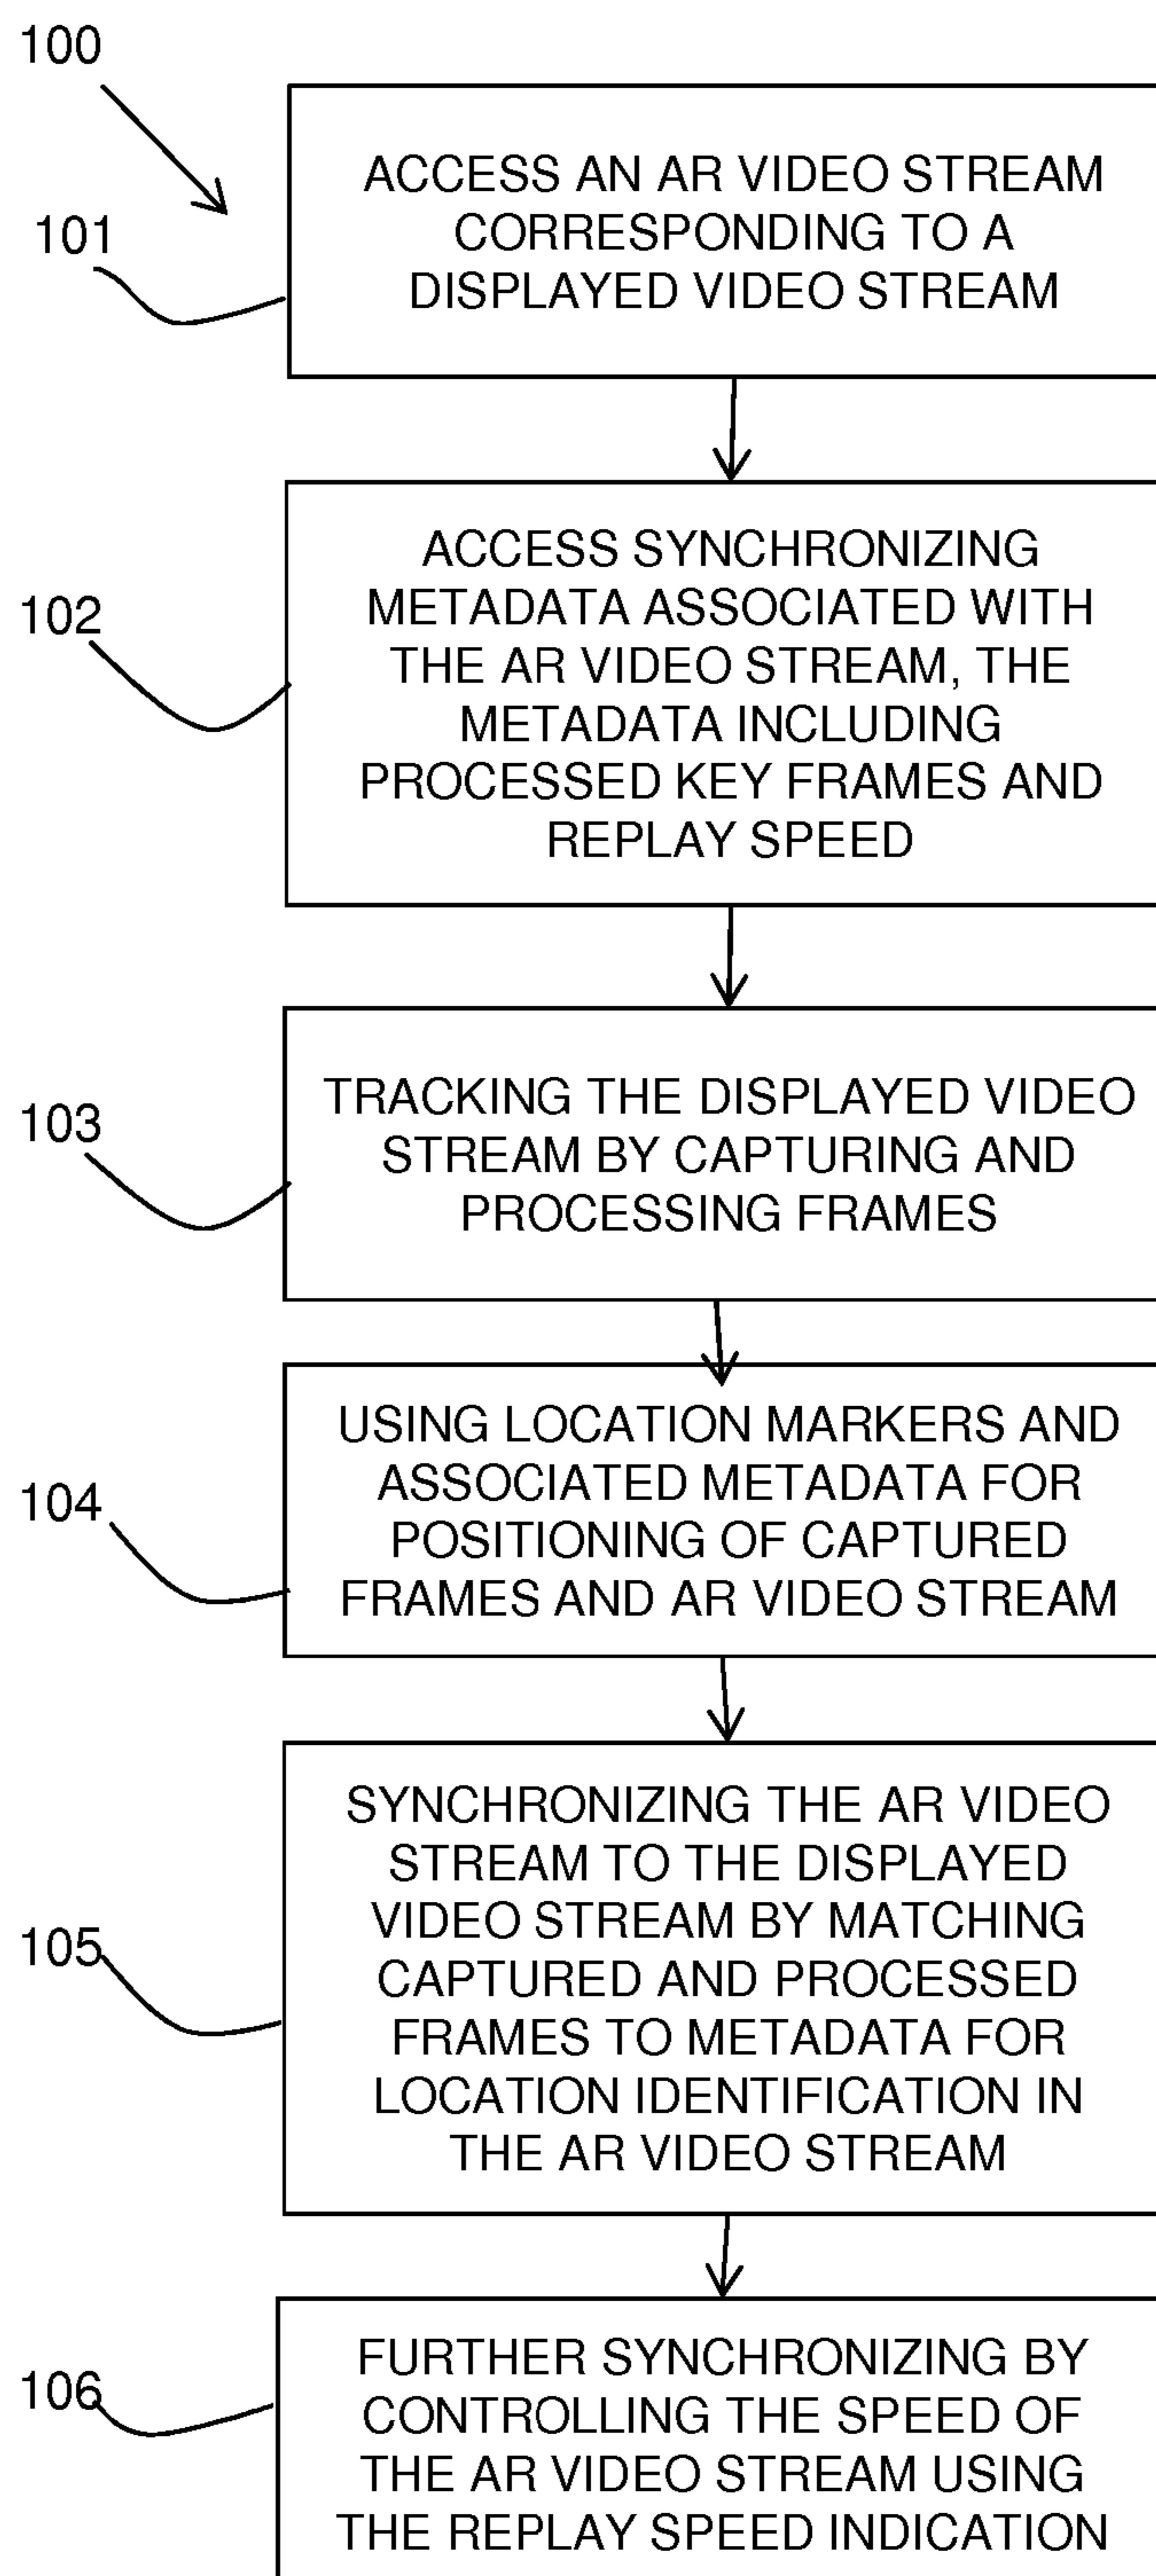 100
ACCESS AN AR VIDEO STREAM
CORRESPONDING TO A
DISPLAYED VIDEO STREAM
101
ACCESS SYNCHRONIZING
METADATA ASSOCIATED WITH
THE AR VIDEO STREAM, THE
METADATA INCLUDING
PROCESSED KEY FRAMES AND
REPLAY SPEED
102
TRACKING THE DISPLAYED VIDEO
STREAM BY CAPTURING AND
PROCESSING FRAMES
103
USING LOCATION MARKERS AND
ASSOCIATED METADATA FOR
POSITIONING OF CAPTURED
FRAMES AND AR VIDEO STREAM
104
SYNCHRONIZING THE AR VIDEO
STREAM TO THE DISPLAYED
VIDEO STREAM BY MATCHING
CAPTURED AND PROCESSED
FRAMES TO METADATA FOR
LOCATION IDENTIFICATION IN
THE AR VIDEO STREAM
105
FURTHER SYNCHRONIZING BY
CONTROLLING THE SPEED OF
THE AR VIDEO STREAM USING
THE REPLAY SPEED INDICATION
106